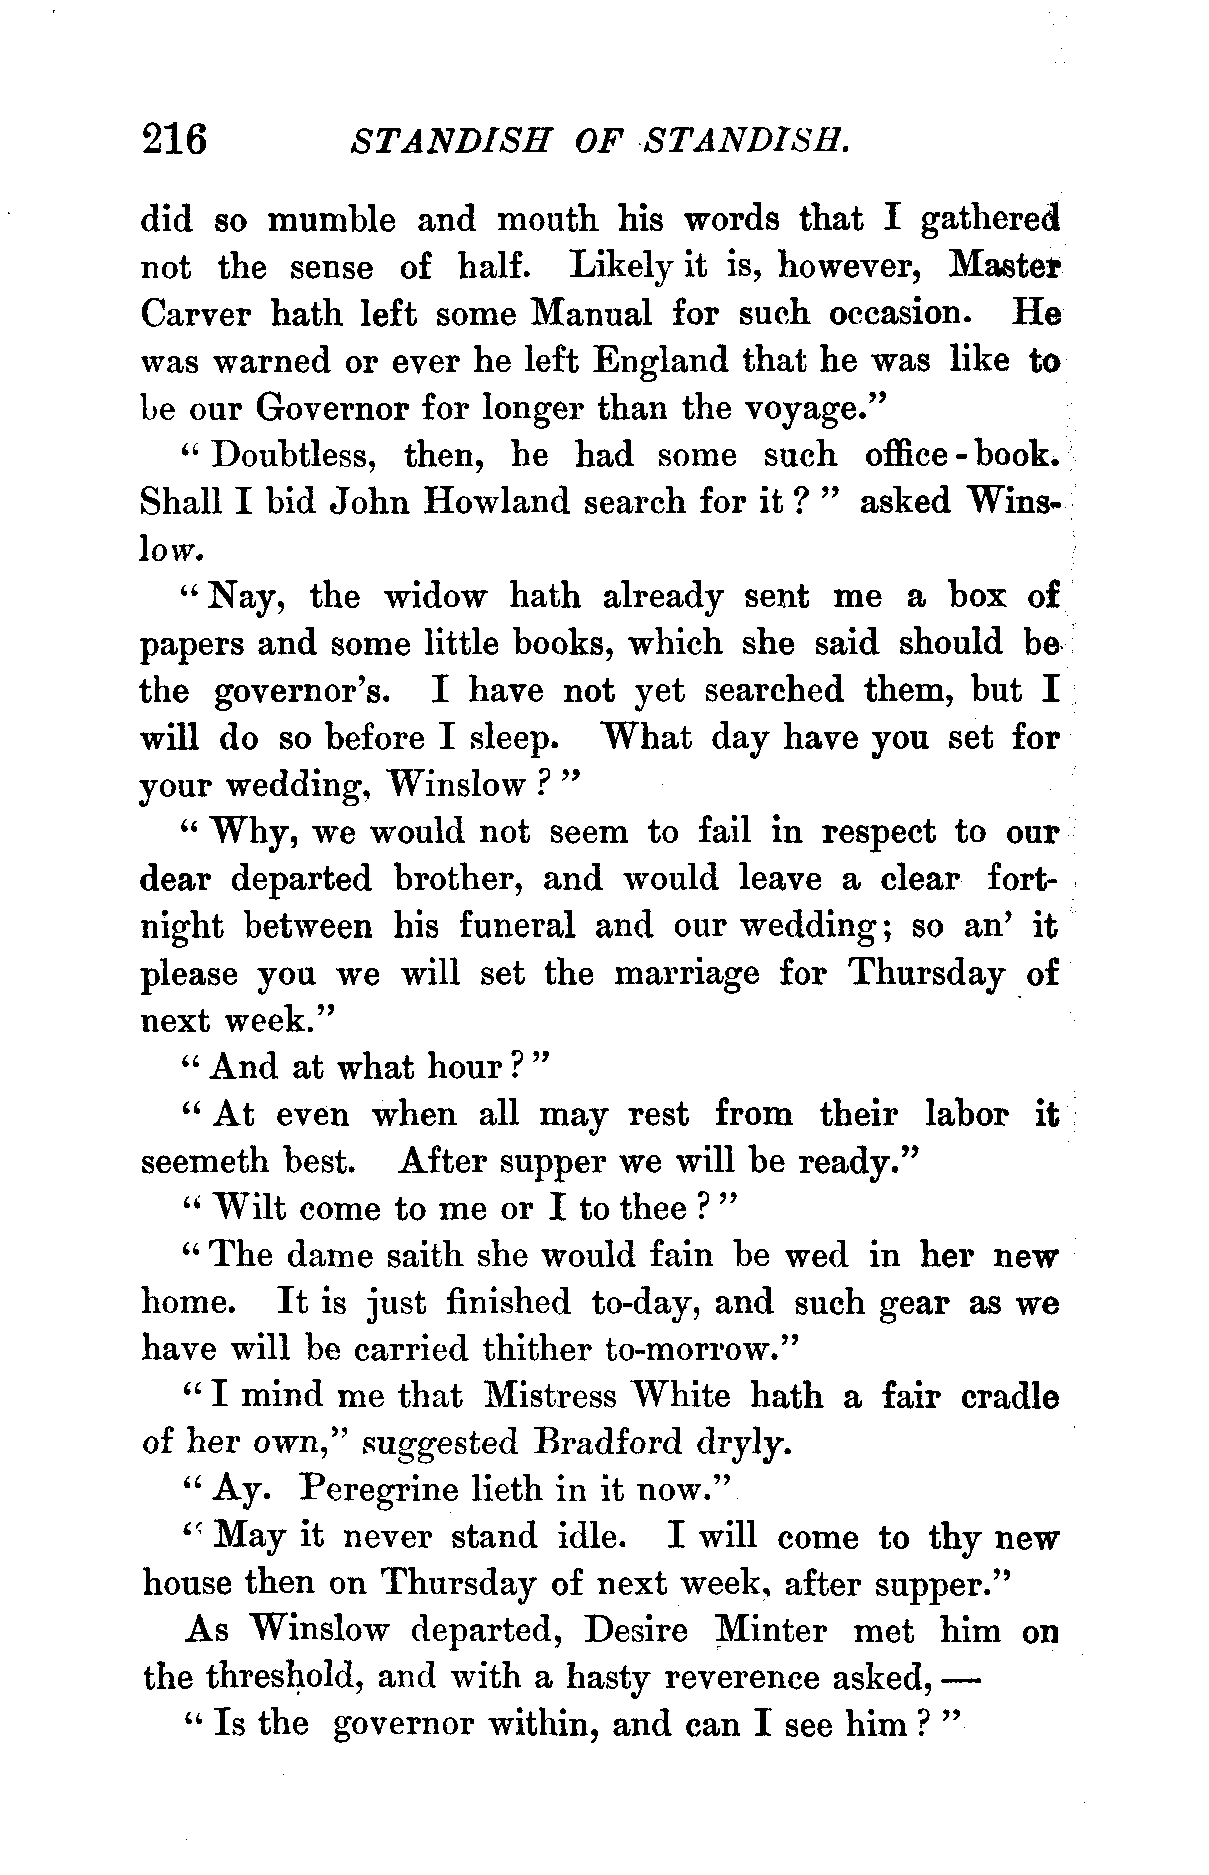 216 STANDISH OF STANDISH.
did so mumble and mouth his words that I gathered
not the sense of half. Likely it is, however, Master
Carver hath left some Manual for such occasion. He
was warned or ever he left England that he was like to
be our Governor for longer than the voyage."
" Doubtless, then, he had some such office-book.
Shall I bid John Howland search for it ? " asked Wins-
low.
" Nay, the widow hath already sent me a box of
papers and some little books, which she said should be
the governor's. I have not yet searched them, but I
will do so before I sleep. What day have you set for
your wedding, Winslow ? "
" Why, we would not seem to fail in respect to our
dear departed brother, and would leave a clear fort-
night between his funeral and our wedding; so an' it
please you we will set the marriage for Thursday of
next week."
" And at what hour ? "
" At even when all may rest from their labor it
seemeth best. After supper we will be ready."
" Wilt come to me or I to thee ? "
" The dame saith she would fain be wed in her new
home. It is just finished to-day, and such gear as we
have will be carried thither to-morrow."
" I mind me that Mistress White hath a fair cradle
of her own," suggested Bradford dryly.
" Ay. Peregrine lieth in it now."
" May it never stand idle. I will come to thy new
house then on Thursday of next week, after supper."
As Winslow departed, Desire Minter met him on
the threshold, and with a hasty reverence asked, —
" Is the governor within, and can I see him ? "